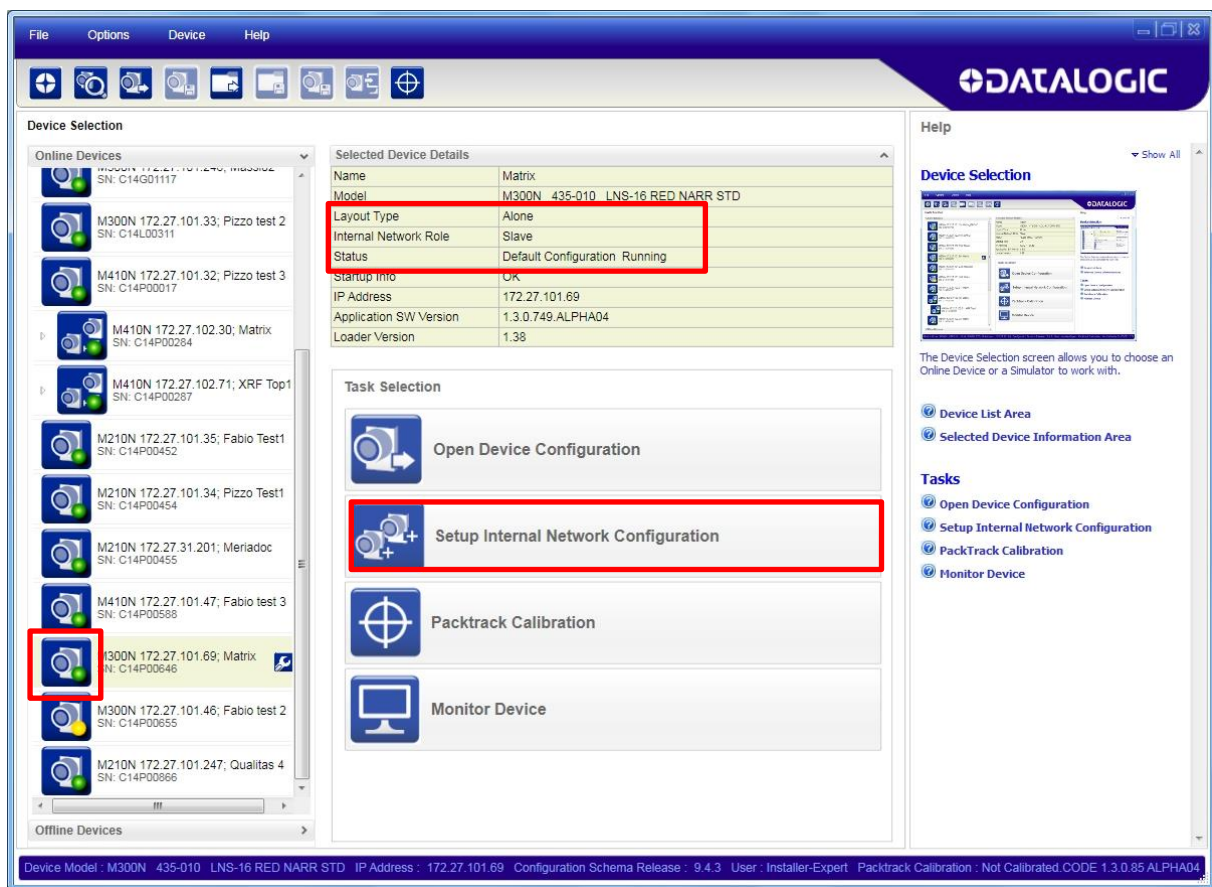 File Options Device Help
DATALOGIC
Device Selection
Online Devices
SN: C14G01117
M300N 172.27.101.33; Pizzo test 2
SN: C14L00311
M410N 172.27.101.32; Pizzo test 3
SN: C14P00017
M410N 172.27.102.30; Matrix
SN: C14P00284
M410N 172.27.102.71; XRF Top1
SN: C14P00287
M210N 172.27.101.35; Fabio Test1
SN: C14P00452
M210N 172.27.101.34; Pizzo Test1
SN: C14P00454
M210N 172.27.31.201; Meriadoc
SN: C14P00455
M410N 172.27.101.47; Fabio test 3
SN: C14P00588
M300N 172.27.101.69; Matrix
SN: C14P00646
M300N 172.27.101.46; Fabio test 2
SN: C14P00655
M210N 172.27.101.247; Qualitas 4
SN: C14P00866
Offline Devices
Selected Device Details
Name Matrix
Model M300N 435-010 LNS-16 RED NARR STD
Layout Type Alone
Internal Network Role Slave
Status Default Configuration Running
Startup Info OK
IP Address 172.27.101.69
Application SW Version 1.3.0.749.ALPHA04
Loader Version 1.38
Task Selection
Open Device Configuration
Setup Internal Network Configuration
Packtrack Calibration
Monitor Device
Help
Show All
Device Selection
The Device Selection screen allows you to choose an
Online Device or a Simulator to work with.
Device List Area
Selected Device Information Area
Tasks
Open Device Configuration
Setup Internal Network Configuration
PackTrack Calibration
Monitor Device
Device Model : M300N 435-010 LNS-16 RED NARR STD IP Address : 172.27.101.69 Configuration Schema Release : 9.4.3 User : Installer-Expert Packtrack Calibration : Not Calibrated.CODE 1.3.0.85 ALPHA04